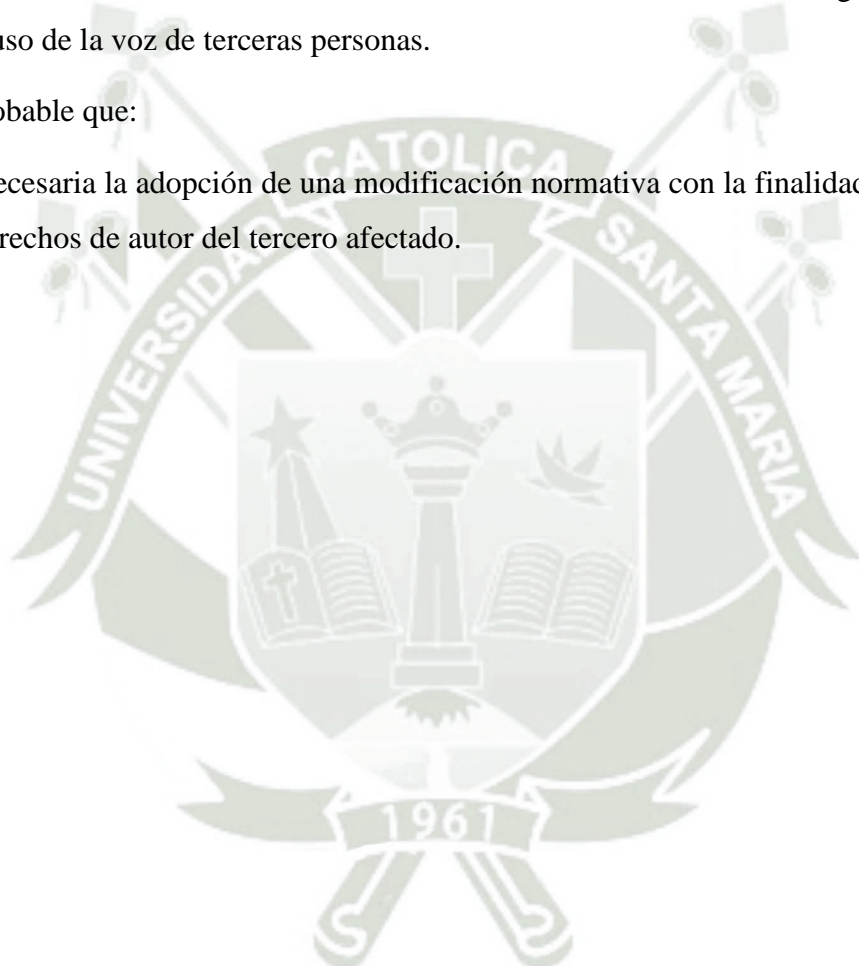 uso de la voz de terceras personas.
obable que:
ecesaria la adopción de una modificación normativa con la finalidad
rechos de autor del tercero afectado.
UNIVERSIDAD CATOLICA SANTA MARIA
1961